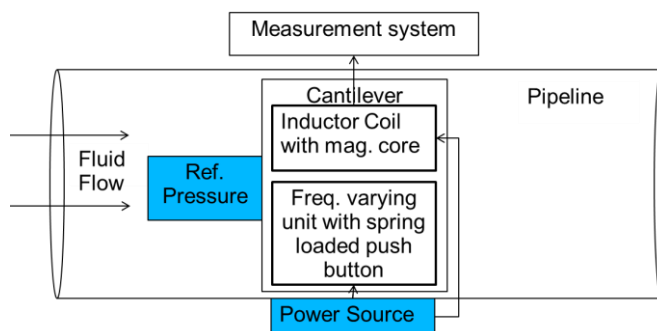 Measurement system
Cantilever
Pipeline
Inductor Coil
with mag. core
Fluid
Flow
Ref.
Pressure
Freq. varying
unit with spring
loaded push
button
Power Source